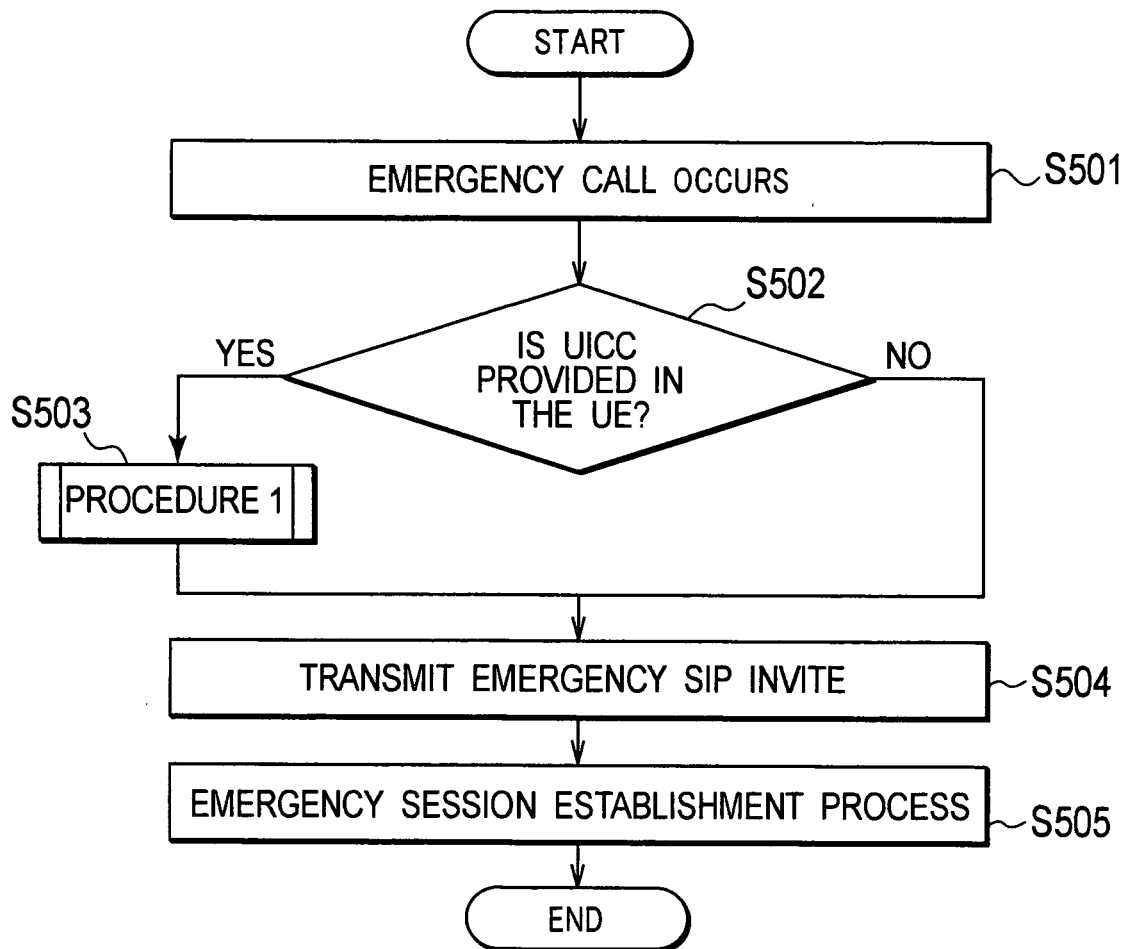 START
EMERGENCY CALL OCCURS
S501
S502
IS UICC
PROVIDED IN
THE UE?
YES
NO
S503
PROCEDURE 1
TRANSMIT EMERGENCY SIP INVITE
S504
EMERGENCY SESSION ESTABLISHMENT PROCESS
S505
END